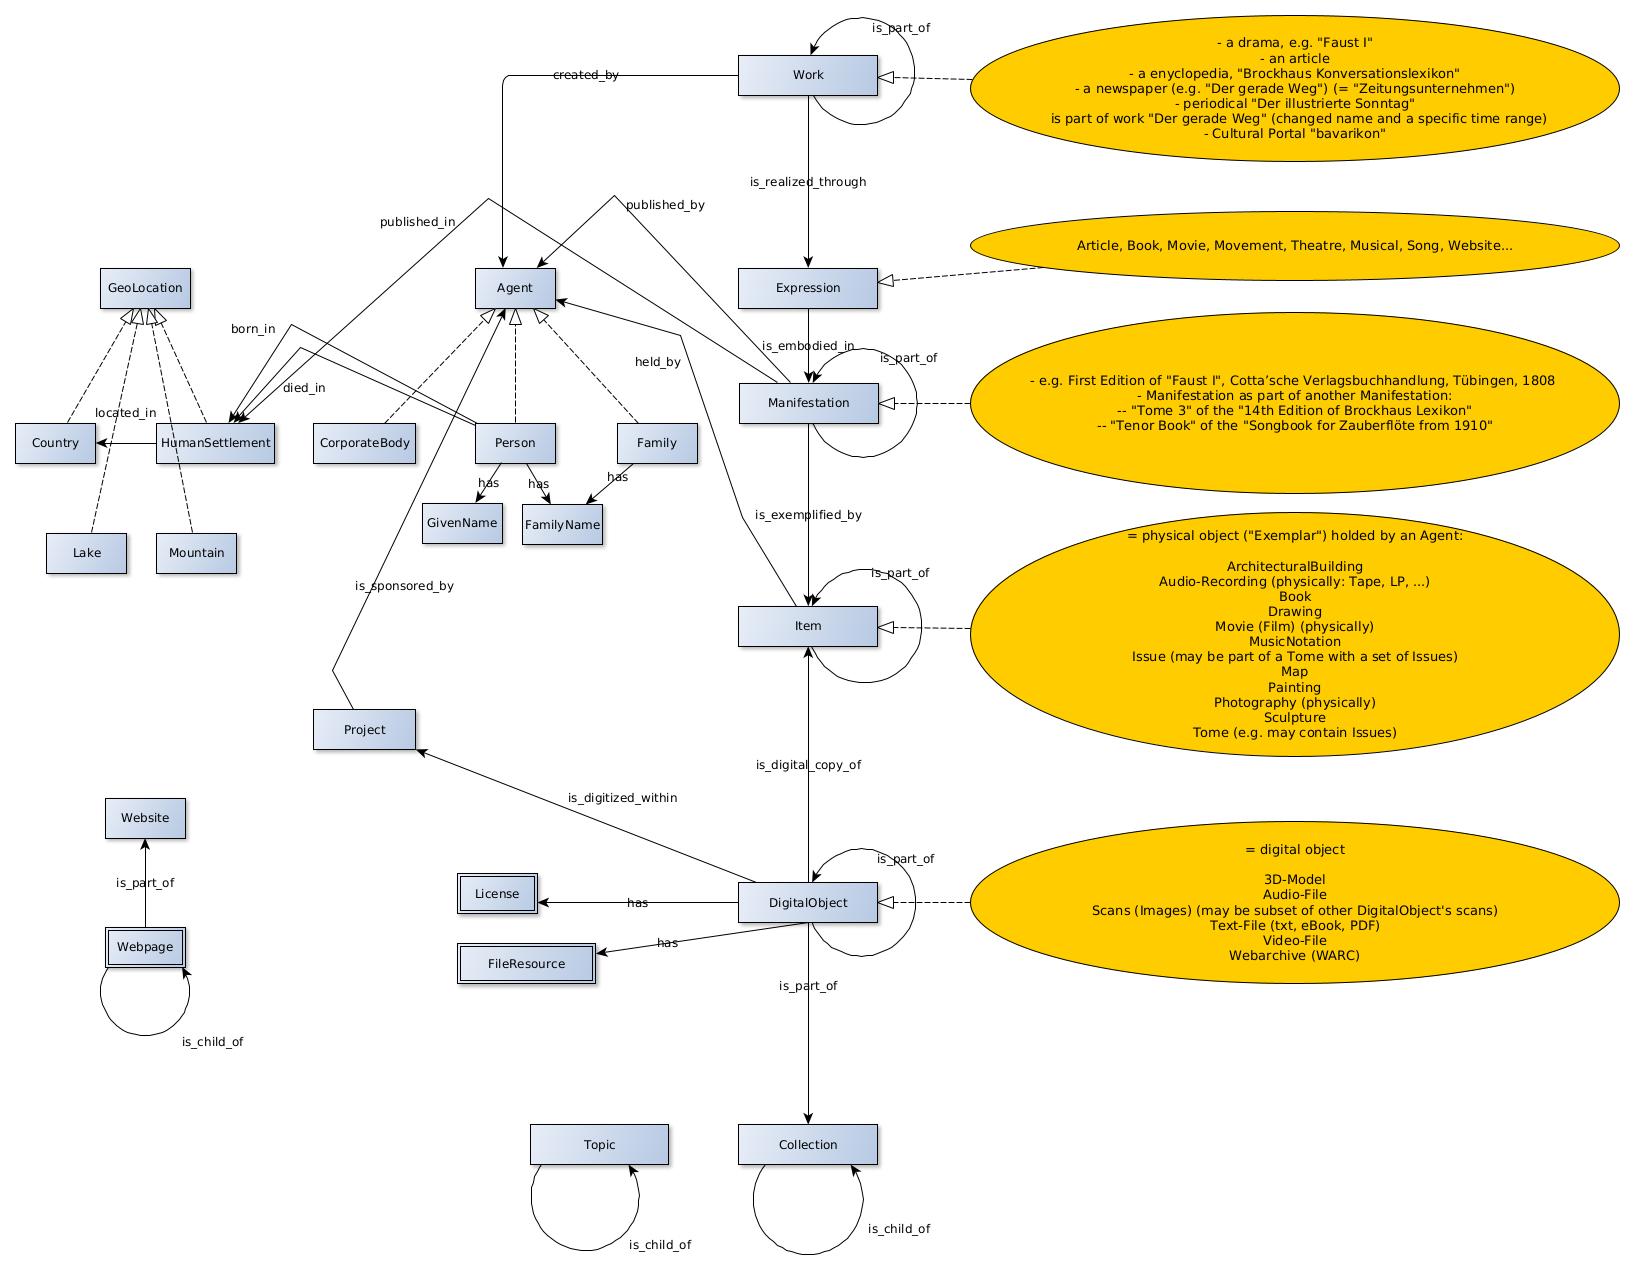 is_part_of
Work
created_by
- a drama, e.g. "Faust I"
- an article
- a enyclopedia, "Brockhaus Konversationslexikon"
- a newspaper (e.g. "Der gerade Weg") (= "Zeitungsunternehmen")
- periodical "Der illustrierte Sonntag"
is part of work "Der gerade Weg" (changed name and a specific time range)
- Cultural Portal "bavarikon"
is_realized_through
published_in
published_by
Article, Book, Movie, Movement, Theatre, Musical, Song, Website...
GeoLocation
Agent
Expression
born_in
is_embodied_in
is_part_of
held_by
died_in
- e.g. First Edition of "Faust I", Cotta’sche Verlagsbuchhandlung, Tübingen, 1808
- Manifestation as part of another Manifestation:
-- "Tome 3" of the "14th Edition of Brockhaus Lexikon"
-- "Tenor Book" of the "Songbook for Zauberflöte from 1910"
Manifestation
located_in
Country
HumanSettlement
CorporateBody
Person
Family
has
has
has
GivenName
FamilyName
is_exemplified_by
Lake
Mountain
is_sponsored_by
is_part_of
Item
= physical object ("Exemplar") holded by an Agent:
ArchitecturalBuilding
Audio-Recording (physically: Tape, LP, ...)
Book
Drawing
Movie (Film) (physically)
MusicNotation
Issue (may be part of a Tome with a set of Issues)
Map
Painting
Photography (physically)
Sculpture
Tome (e.g. may contain Issues)
Project
is_digital_copy_of
is_digitized_within
Website
is_part_of
Webpage
is_child_of
is_part_of
License
has
DigitalObject
has
FileResource
= digital object
3D-Model
Audio-File
Scans (Images) (may be subset of other DigitalObject's scans)
Text-File (txt, eBook, PDF)
Video-File
Webarchive (WARC)
is_part_of
Topic
Collection
is_child_of
is_child_of